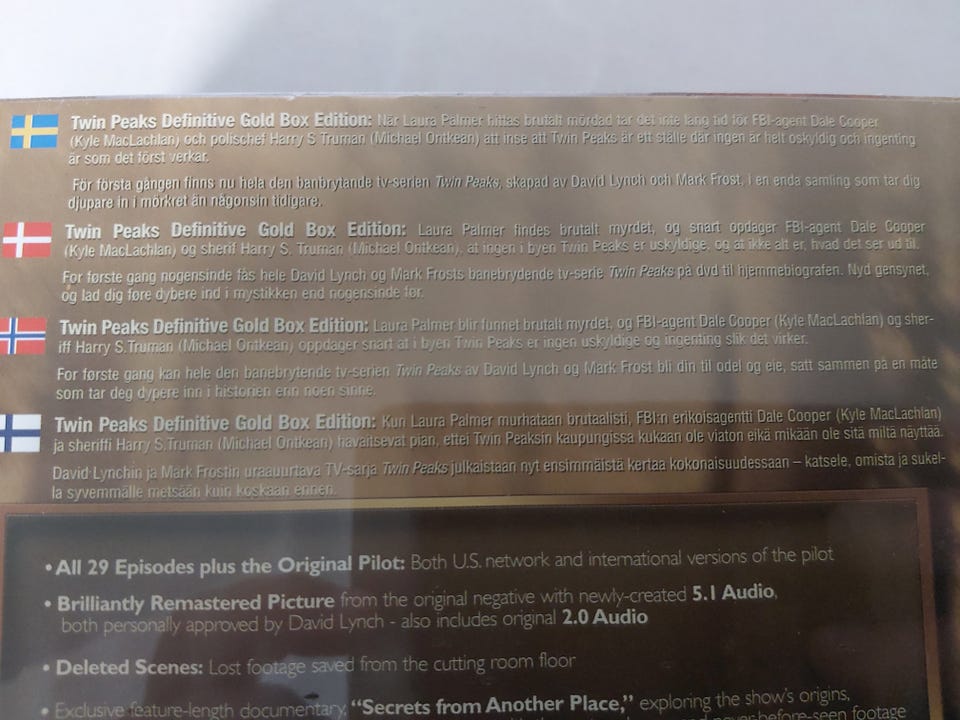 Twin Peaks Definitive Gold Box Edition: När Laura Palmer hittas brutalt mördad tar det inte lång tid för FBI-agent Dale Cooper
(Kyle MacLachlan) och polischef Harry S Truman (Michael Ontkean) att inse att Twin Peaks är ett ställe där ingen är helt oskyldig och ingenting
är som det först verkar.
För första gången finns nu hela den banbrytande tv-serien Twin Peaks, skapad av David Lynch och Mark Frost, i en enda samling som tar dig
djupare in i mörkret än någonsin tidigare.
Twin Peaks Definitive Gold Box Edition: Laura Palmer findes brutalt myrdet, og snart opdager FBI-agent Dale Cooper
(Kyle MacLachlan) og sherif Harry S. Truman (Michael Ontkean), at ingen i byen Twin Peaks er uskyldige, og at ikke alt er, hvad det ser ud til.
For første gang nogensinde fås hele David Lynch og Mark Frosts banebrydende tv-serie Twin Peaks på dvd til hjemmebiografen. Nyd gensynet,
og lad dig føre dybere ind i mystikken end nogensinde før.
Twin Peaks Definitive Gold Box Edition: Laura Palmer blir funnet brutalt myrdet, og FBI-agent Dale Cooper (Kyle MacLachlan) og sher-
iff Harry S.Truman (Michael Ontkean) oppdager snart at i byen Twin Peaks er ingen uskyldige og ingenting slik det virker.
For første gang kan hele den banebrytende tv-serien Twin Peaks av David Lynch og Mark Frost bli din til odel og eie, satt sammen på en måte
som tar deg dypere inn i historien enn noen sinne.
Twin Peaks Definitive Gold Box Edition: Kun Laura Palmer murhataan brutaalisti, FBI:n erikoisagentti Dale Cooper (Kyle MacLachlan)
ja sheriffi Harry S.Truman (Michael Ontkean) havaitsevat pian, ettei Twin Peaksin kaupungissa kukaan ole viaton eikä mikään ole sitä miltä näyttää.
David Lynchin ja Mark Frostin uraauurtava TV-sarja Twin Peaks julkaistaan nyt ensimmäistä kertaa kokonaisuudessaan – katsele, omista ja sukel-
la syvemmälle metsään kuin koskaan ennen.
• All 29 Episodes plus the Original Pilot: Both U.S. network and international versions of the pilot
• Brilliantly Remastered Picture from the original negative with newly-created 5.1 Audio,
both personally approved by David Lynch - also includes original 2.0 Audio
• Deleted Scenes: Lost footage saved from the cutting room floor
• Exclusive feature-length documentary, “Secrets from Another Place,” exploring the show's origins,
never-before-seen footage